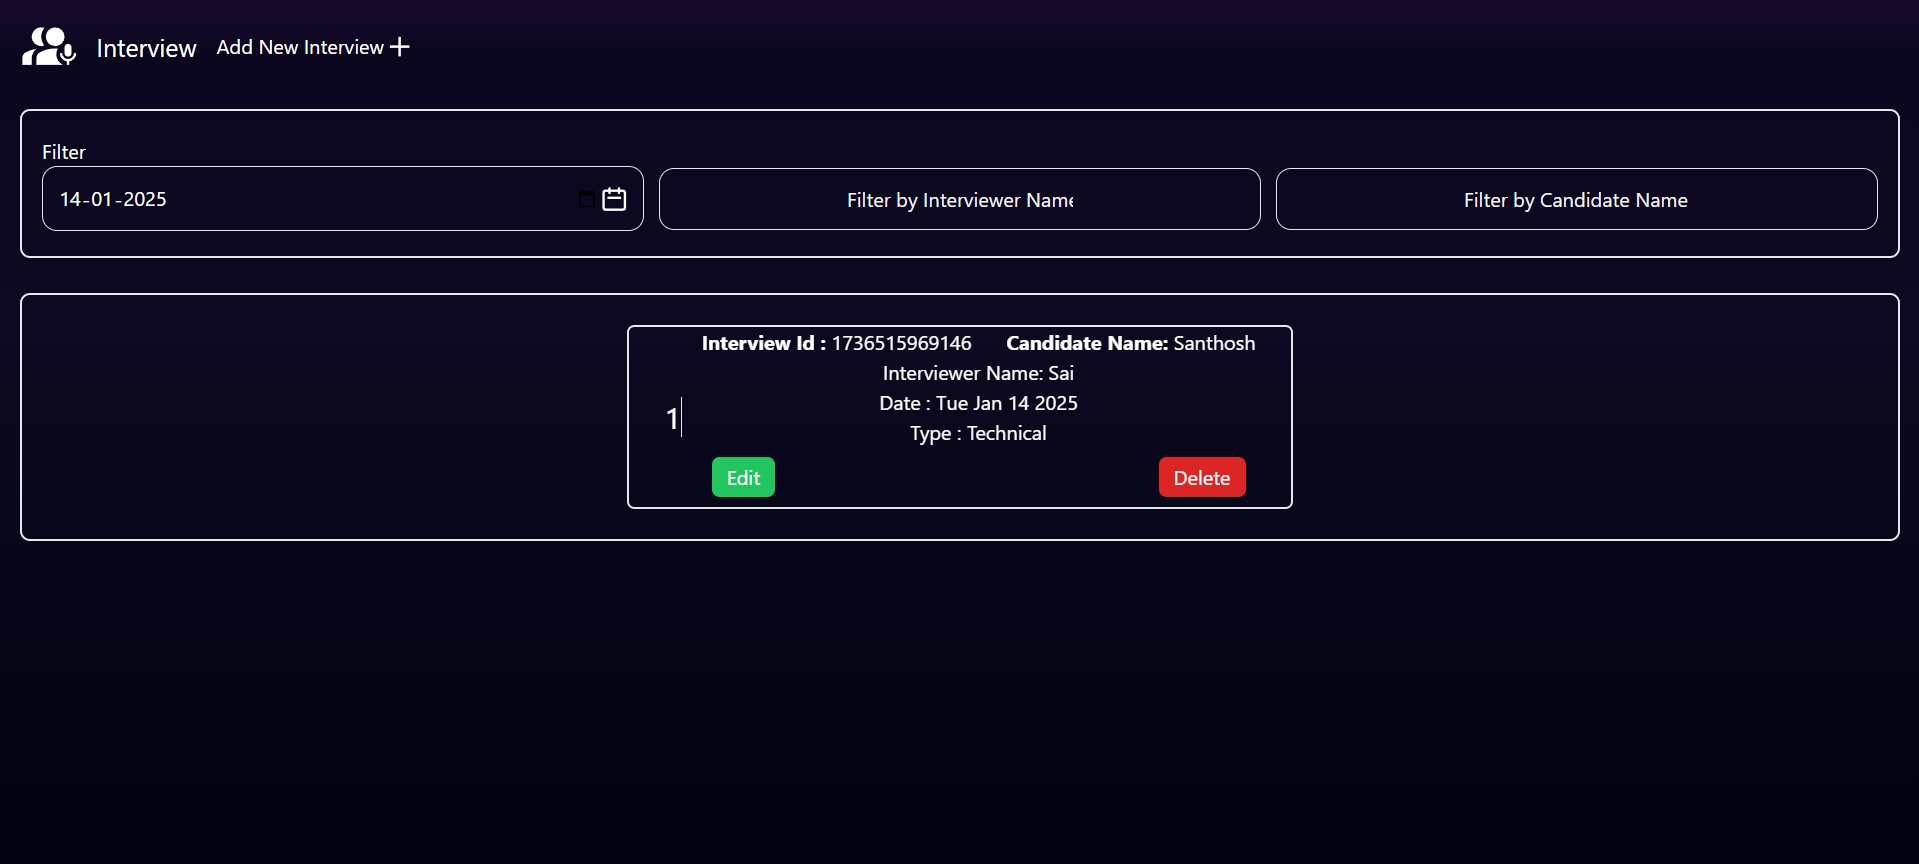 Interview Add New Interview
Filter
14-01-2025 Filter by Interviewer Name Filter by Candidate Name
Interview Id : 1736515969146 Candidate Name: Santhosh
Interviewer Name: Sai
Date : Tue Jan 14 2025
1
Type : Technical
Edit Delete